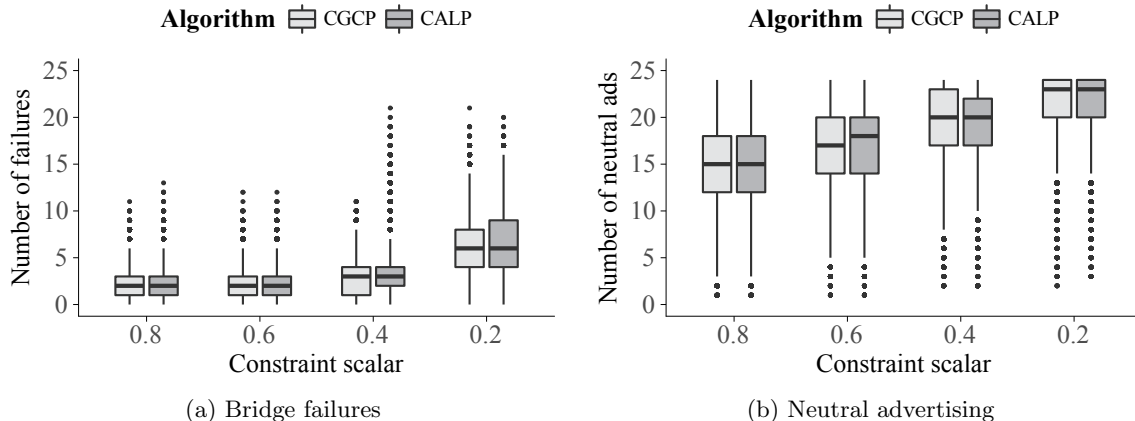 Algorithm CGCP CALP
Number of failures
25
20
15
10
5
0
0.8 0.6 0.4 0.2
Constraint scalar
(a) Bridge failures
Algorithm CGCP CALP
Number of neutral ads
25
20
15
10
5
0
0.8 0.6 0.4 0.2
Constraint scalar
(b) Neutral advertising